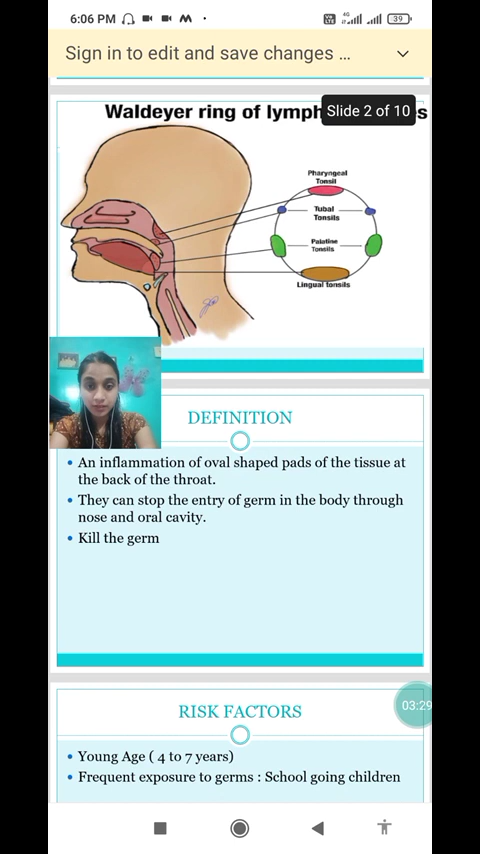 6:06 PM
4G
Vo LTE
39
Sign in to edit and save changes ...
Waldeyer ring of lymph
Slide 2 of 10
Pharyngeal
Tonsil
Tubal
Tonsils
Palatine
Tonsils
Lingual tonsils
DEFINITION
• An inflammation of oval shaped pads of the tissue at
the back of the throat.
• They can stop the entry of germ in the body through
nose and oral cavity.
• Kill the germ
RISK FACTORS
03:29
• Young Age ( 4 to 7 years)
• Frequent exposure to germs : School going children